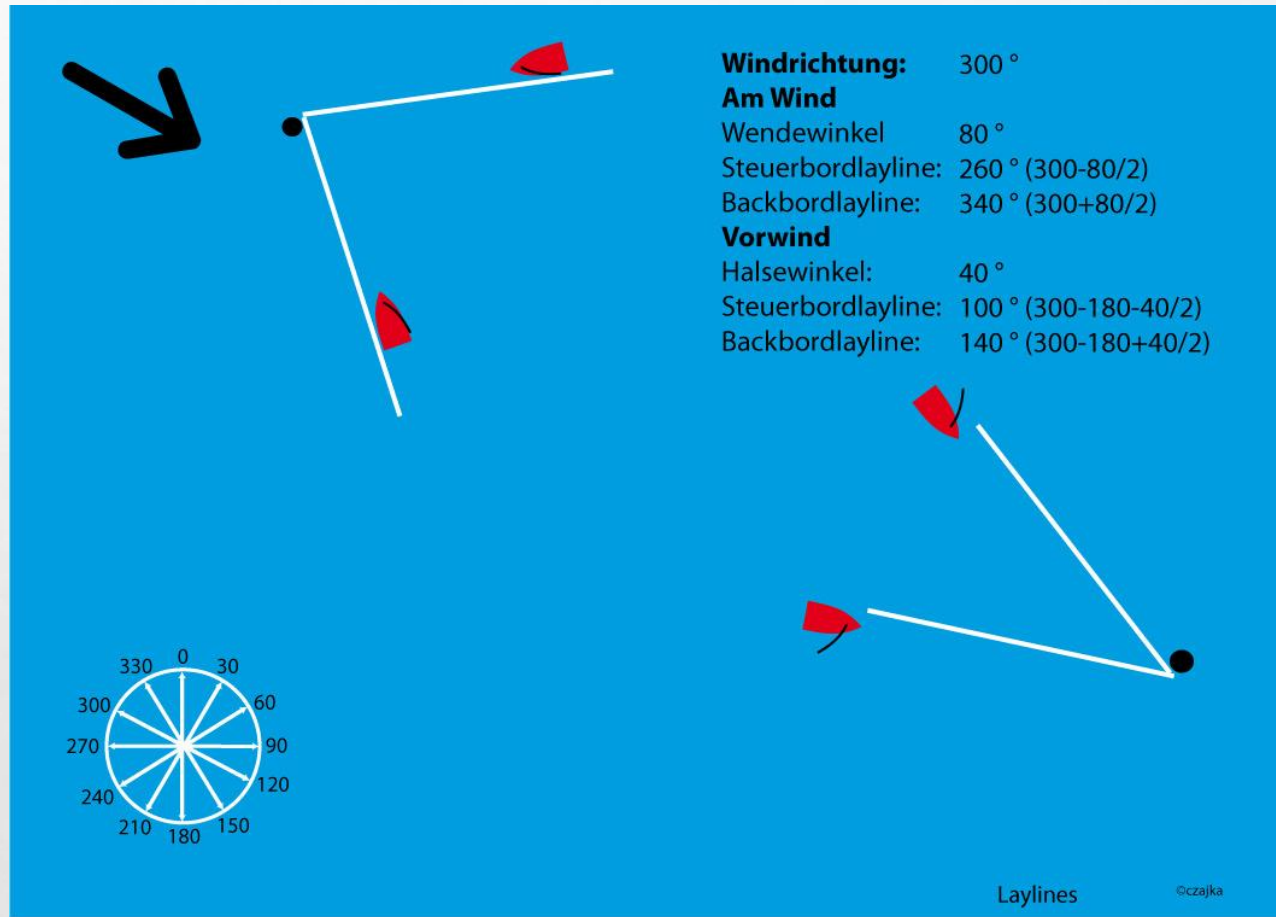 Windrichtung: 300 °
Am Wind
Wendewinkel 80 °
Steuerbordlayline: 260 ° (300-80/2)
Backbordlayline: 340 ° (300+80/2)
Vorwind
Halsewinkel: 40 °
Steuerbordlayline: 100 ° (300-180-40/2)
Backbordlayline: 140 ° (300-180+40/2)
0
330 30
300 60
270 90
240 120
210 150
180
Laylines ©czajka